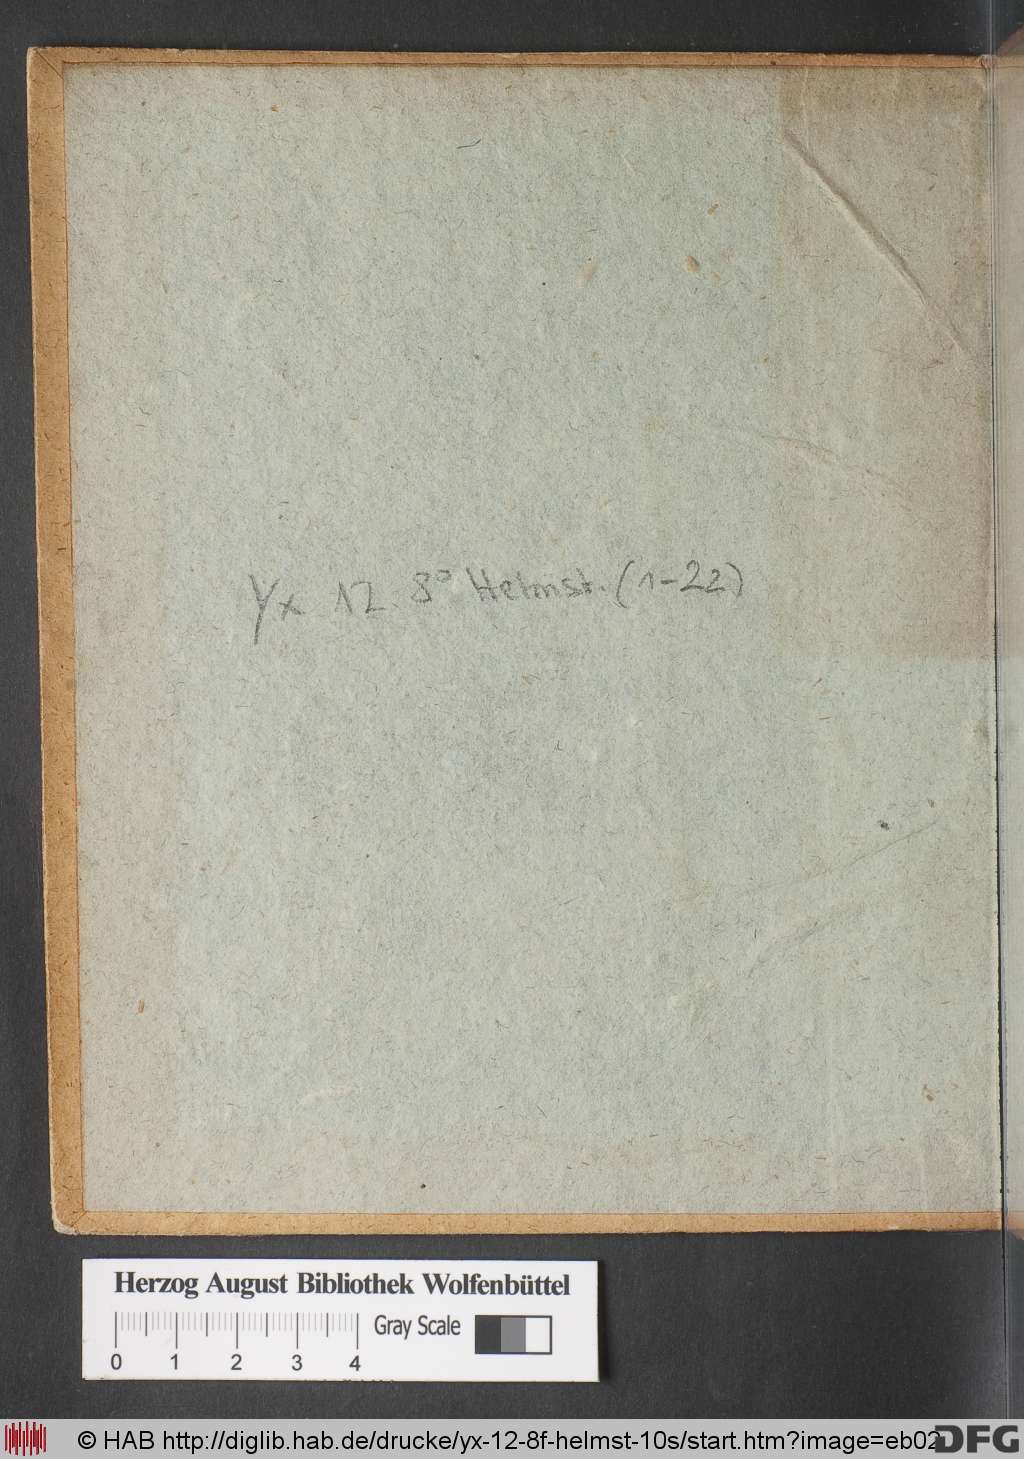 Yx 12. 8° Helmst. (1-22)
Herzog August Bibliothek Wolfenbüttel
Gray Scale
0 1 2 3 4
© HAB http://diglib.hab.de/drucke/yx-12-8f-helmst-10s/start.htm?image=eb02
DFG